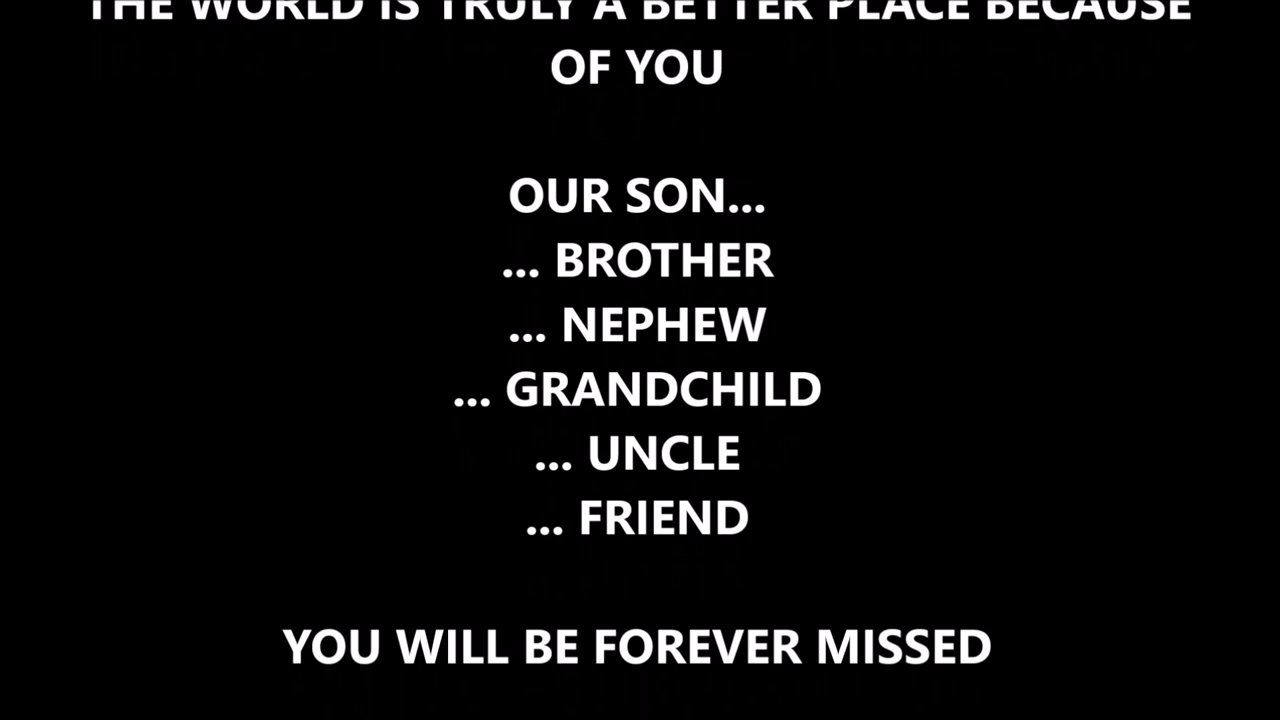 THE WORLD IS TRULY A BETTER PLACE BECAUSE
OF YOU
OUR SON...
... BROTHER
... NEPHEW
... GRANDCHILD
... UNCLE
... FRIEND
YOU WILL BE FOREVER MISSED